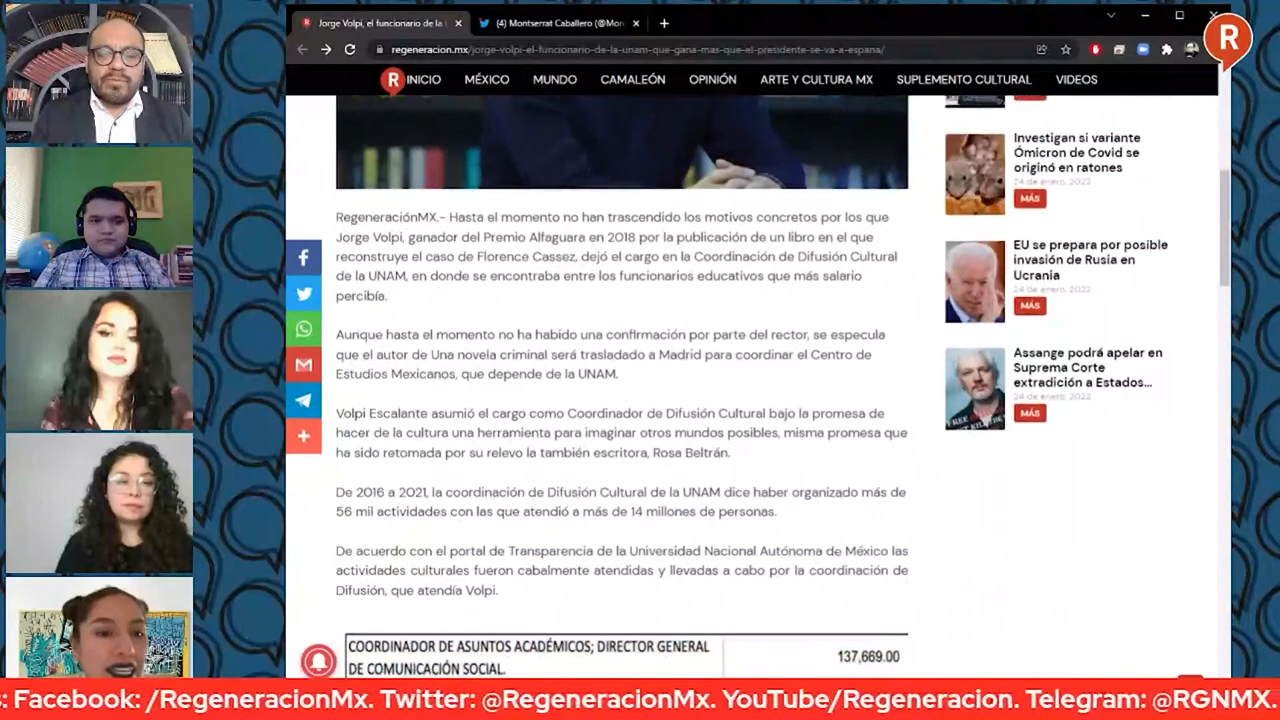 Jorge Volpi, el funcionario de la
(4) Montserrat Caballero (@Mon
regeneracion.mx/jorge-volpi-el-funcionario-de-la-unam-que-gana-mas-que-el-presidente-se-va-a-espana/
R
R INICIO MÉXICO MUNDO CAMALEÓN OPINIÓN ARTE Y CULTURA MX SUPLEMENTO CULTURAL VIDEOS
RegeneraciónMX.- Hasta el momento no han trascendido los motivos concretos por los que
Jorge Volpi, ganador del Premio Alfaguara en 2018 por la publicación de un libro en el que
reconstruye el caso de Florence Cassez, dejó el cargo en la Coordinación de Difusión Cultural
de la UNAM, en donde se encontraba entre los funcionarios educativos que más salario
percibía.
Aunque hasta el momento no ha habido una confirmación por parte del rector, se especula
que el autor de Una novela criminal será trasladado a Madrid para coordinar el Centro de
Estudios Mexicanos, que depende de la UNAM.
Volpi Escalante asumió el cargo como Coordinador de Difusión Cultural bajo la promesa de
hacer de la cultura una herramienta para imaginar otros mundos posibles, misma promesa que
ha sido retomada por su relevo la también escritora, Rosa Beltrán.
De 2016 a 2021, la coordinación de Difusión Cultural de la UNAM dice haber organizado más de
56 mil actividades con las que atendió a más de 14 millones de personas.
De acuerdo con el portal de Transparencia de la Universidad Nacional Autónoma de México las
actividades culturales fueron cabalmente atendidas y llevadas a cabo por la coordinación de
Difusión, que atendía Volpi.
COORDINADOR DE ASUNTOS ACADÉMICOS; DIRECTOR GENERAL
DE COMUNICACIÓN SOCIAL.
137,669.00
Investigan si variante
Ómicron de Covid se
originó en ratones
24 de enero, 2022
MÁS
EU se prepara por posible
invasión de Rusia en
Ucrania
24 de enero, 2022
MÁS
Assange podrá apelar en
Suprema Corte
extradición a Estados...
24 de enero, 2022
MÁS
s: Facebook: /RegeneracionMx. Twitter: @RegeneracionMx. YouTube/Regeneracion. Telegram: @RGNMX.